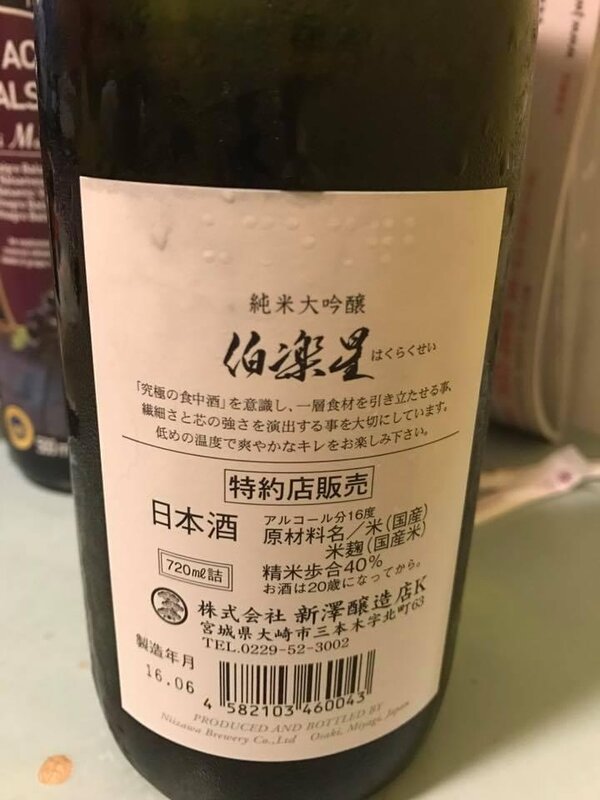 純米大吟醸
伯楽星 はくらくせい
「究極の食中酒」を意識し、一層食材を引き立たせる事、
繊細さと芯の強さを演出する事を大切にしています。
低めの温度で爽やかなキレをお楽しみ下さい。
特約店販売
日本酒
アルコール分16度
原材料名／米(国産)
米麹(国産米)
720ml詰
精米歩合40%
お酒は20歳になってから。
株式会社 新澤醸造店K
宮城県大崎市三本木字北町63
TEL.0229-52-3002
製造年月
16.06
4 582103 460043
PRODUCED AND BOTTLED BY
Niizawa Brewery Co.,Ltd Osaki, Miyagi, Japan
AC
ALS